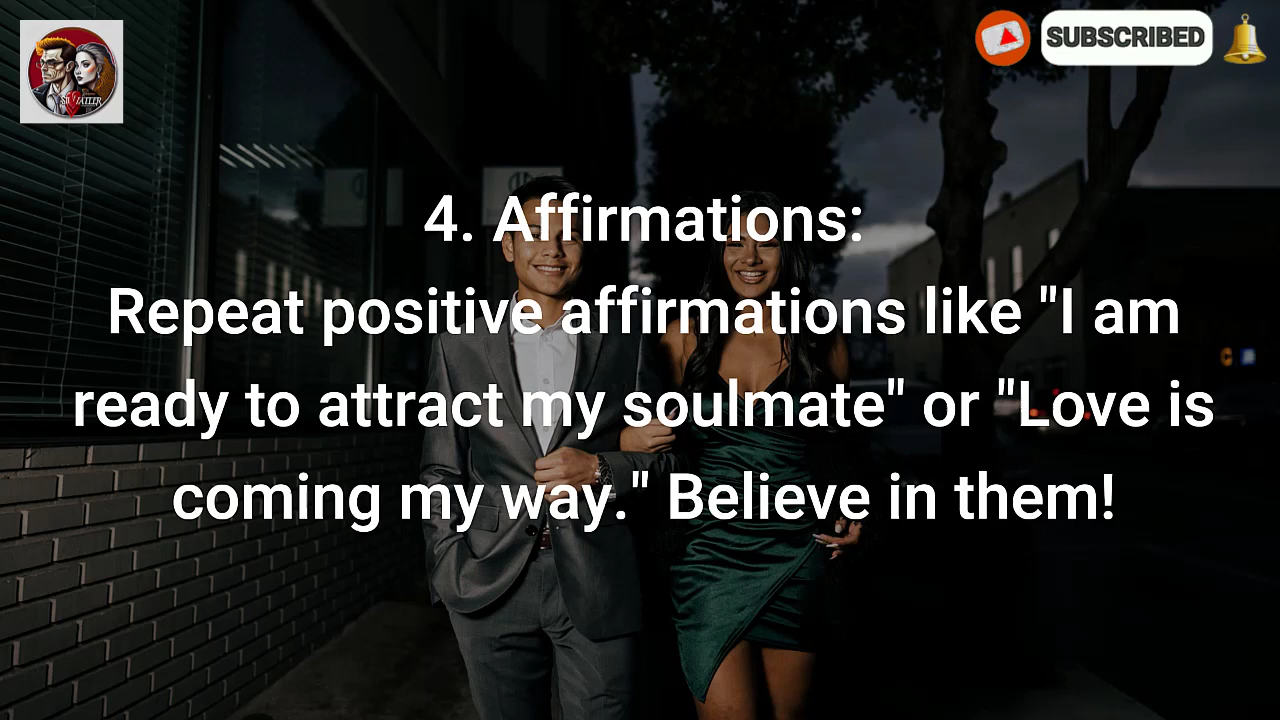 SUBSCRIBED
4. Affirmations:
Repeat positive affirmations like "I am
ready to attract my soulmate" or "Love is
coming my way." Believe in them!